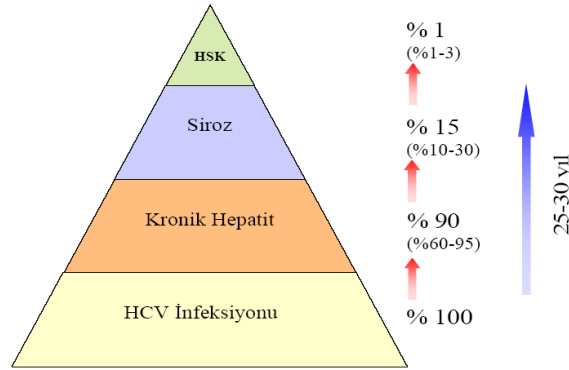 HSK
Siroz
Kronik Hepatit
HCV İnfeksiyonu
% 1
(%1-3)
% 15
(%10-30)
% 90
(%60-95)
% 100
25-30 yıl